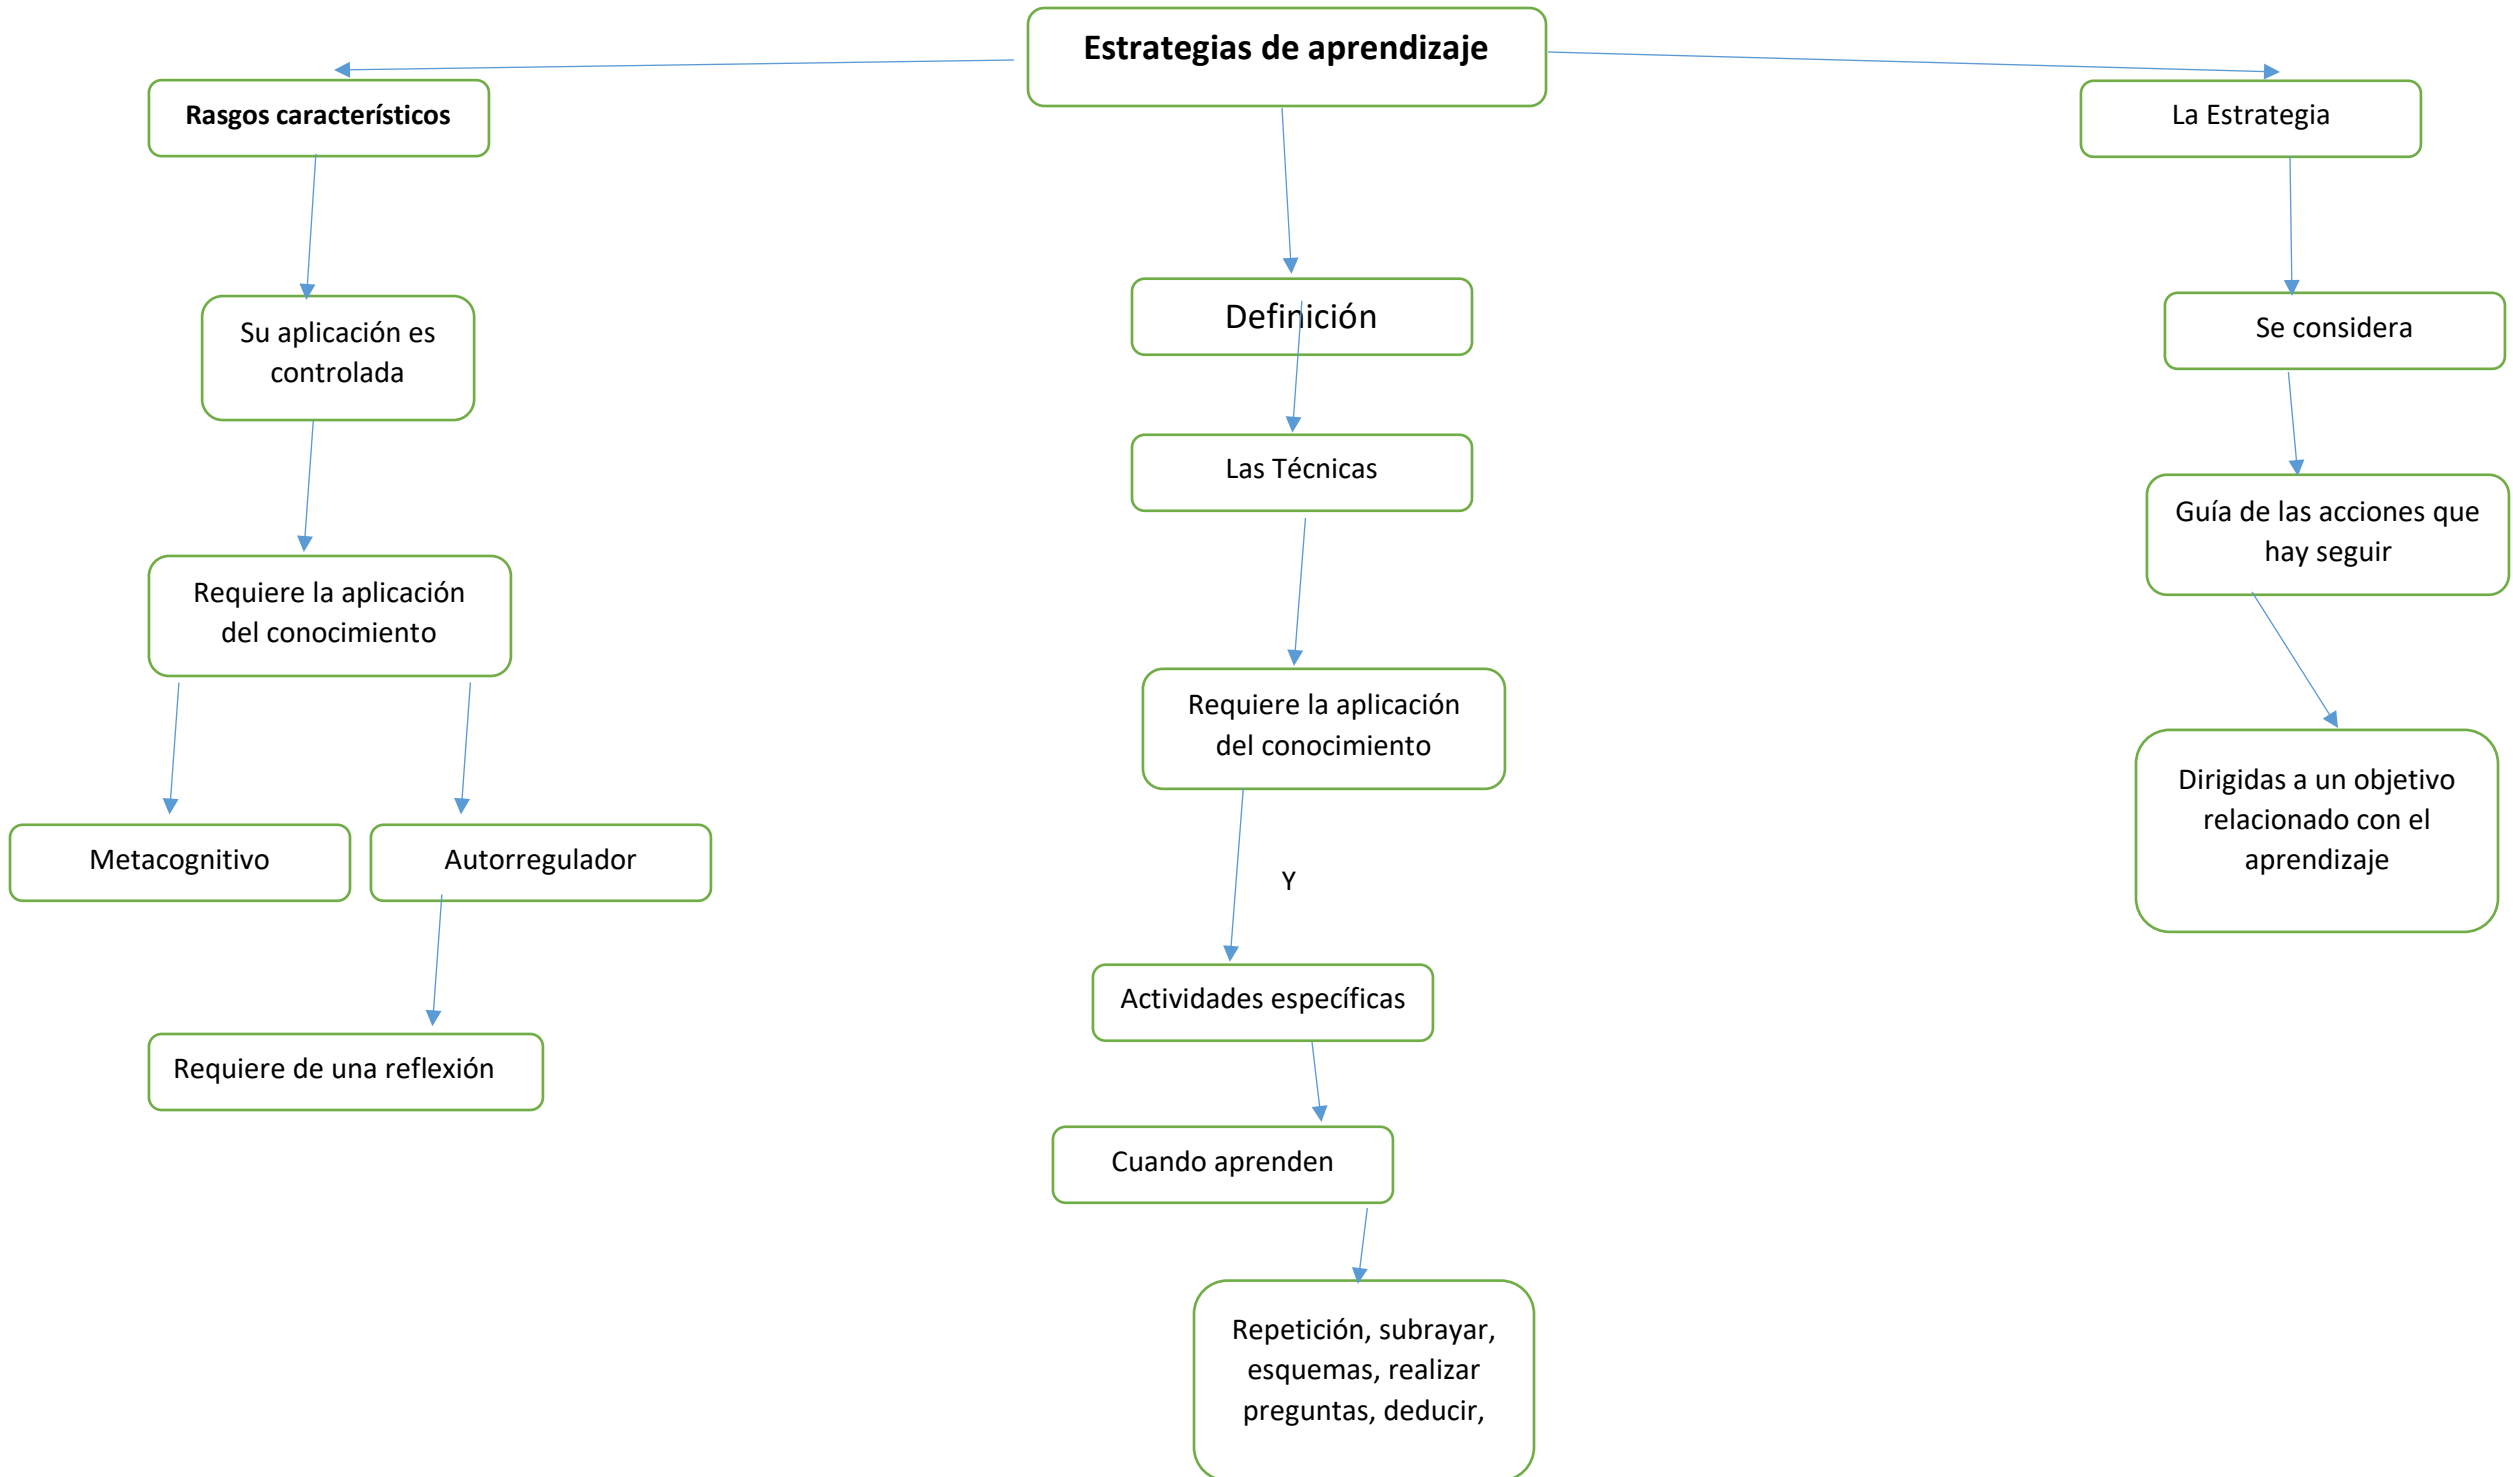 Estrategias de aprendizaje
Rasgos característicos
La Estrategia
Su aplicación es
controlada
Definición
Se considera
Las Técnicas
Guía de las acciones que
hay seguir
Requiere la aplicación
del conocimiento
Requiere la aplicación
del conocimiento
Dirigidas a un objetivo
relacionado con el
aprendizaje
Metacognitivo
Autorregulador
Y
Actividades específicas
Requiere de una reflexión
Cuando aprenden
Repetición, subrayar,
esquemas, realizar
preguntas, deducir,